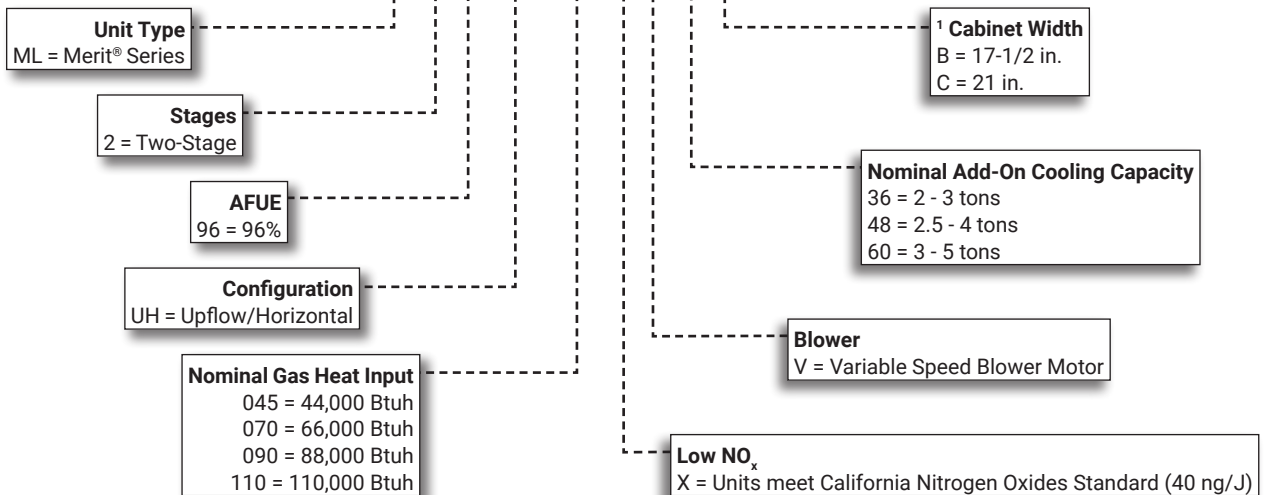 Unit Type
ML = Merit® Series
Stages
2 = Two-Stage
AFUE
96 = 96%
Configuration
UH = Upflow/Horizontal
Nominal Gas Heat Input
045 = 44,000 Btuh
070 = 66,000 Btuh
090 = 88,000 Btuh
110 = 110,000 Btuh
¹ Cabinet Width
B = 17-1/2 in.
C = 21 in.
Nominal Add-On Cooling Capacity
36 = 2 - 3 tons
48 = 2.5 - 4 tons
60 = 3 - 5 tons
Blower
V = Variable Speed Blower Motor
Low NOₓ
X = Units meet California Nitrogen Oxides Standard (40 ng/J)